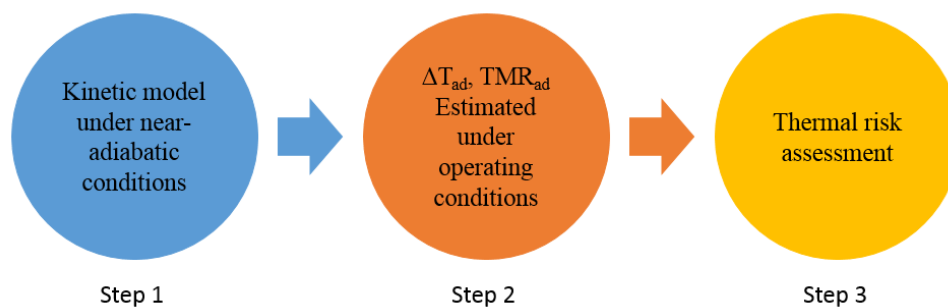 Kinetic model
under near-
adiabatic
conditions
ΔTad, TMRad
Estimated
under
operating
conditions
Thermal risk
assessment
Step 1
Step 2
Step 3